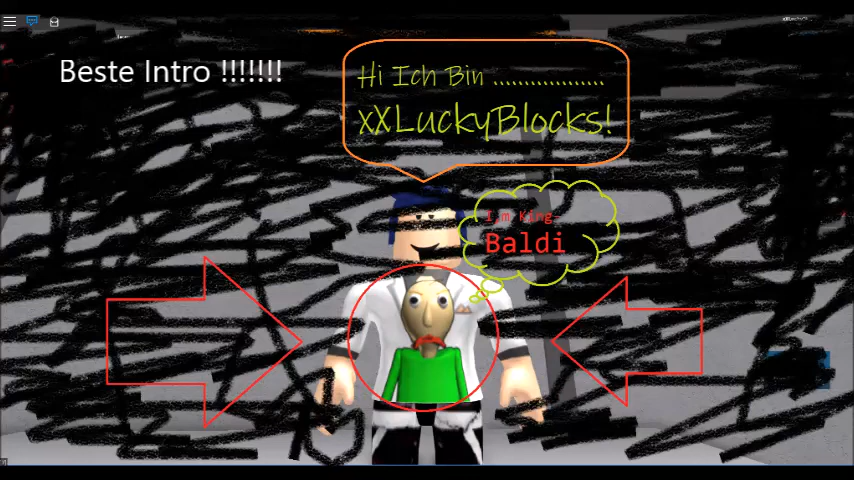 Beste Intro !!!!!!!
Hi Ich Bin ..................
xXLuckyBlocks!
I,m King
Baldi